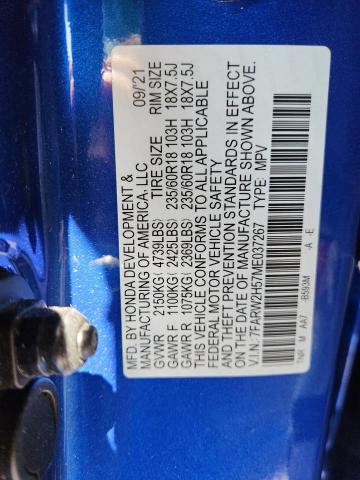 MFD. BY HONDA DEVELOPMENT & 09/'21
MANUFACTURING OF AMERICA, LLC
GVWR 2150KG( 4739LBS) TIRE SIZE RIM SIZE
GAWR F 1100KG( 2425LBS) 235/60R18 103H 18X7.5J
GAWR R 1075KG( 2369LBS) 235/60R18 103H 18X7.5J
THIS VEHICLE CONFORMS TO ALL APPLICABLE
FEDERAL MOTOR VEHICLE SAFETY
AND THEFT PREVENTION STANDARDS IN EFFECT
ON THE DATE OF MANUFACTURE SHOWN ABOVE.
V.I.N.: 7FARW2H57ME037267 TYPE: MPV
TNR M AA7 -B593M -A -E